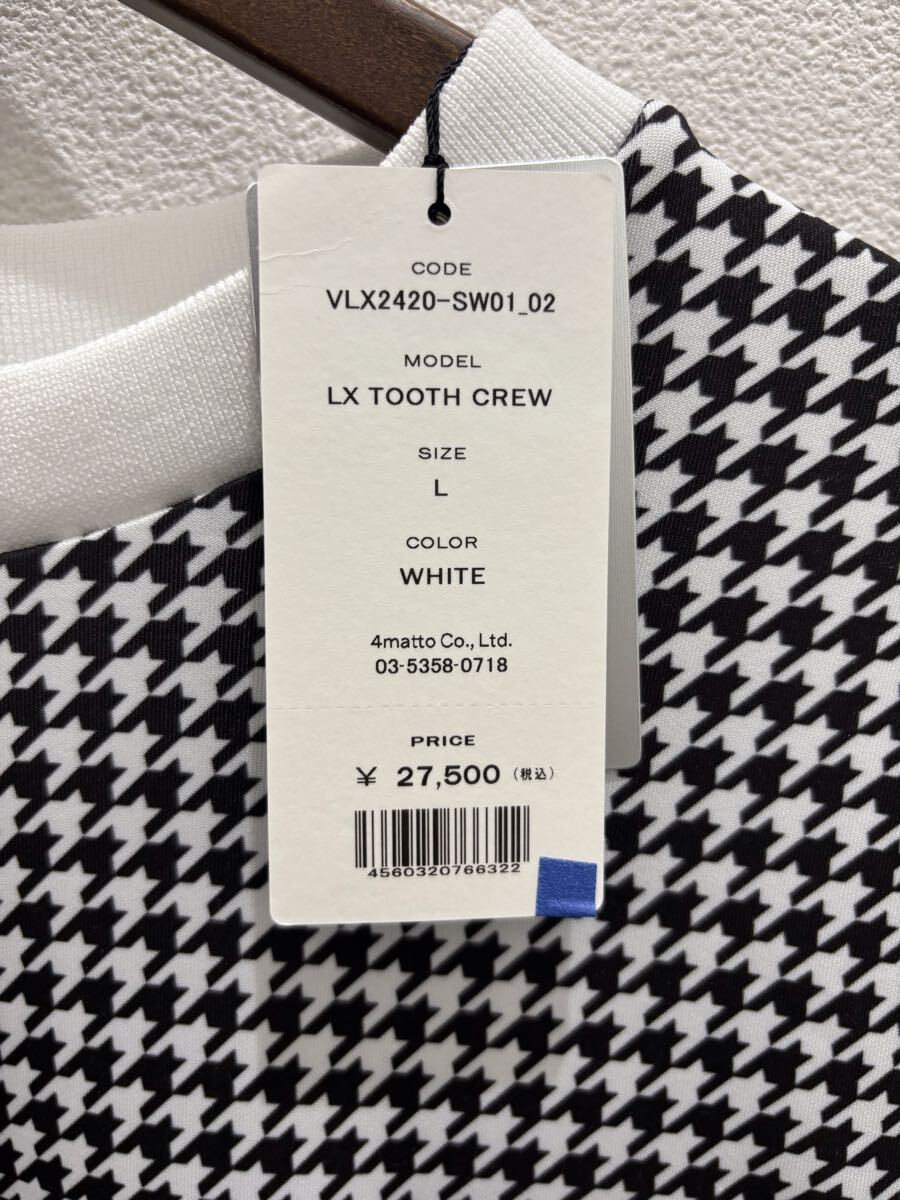 CODE
VLX2420-SW01_02
MODEL
LX TOOTH CREW
SIZE
L
COLOR
WHITE
4matto Co., Ltd.
03-5358-0718
PRICE
¥ 27,500 (税込)
4560320766322